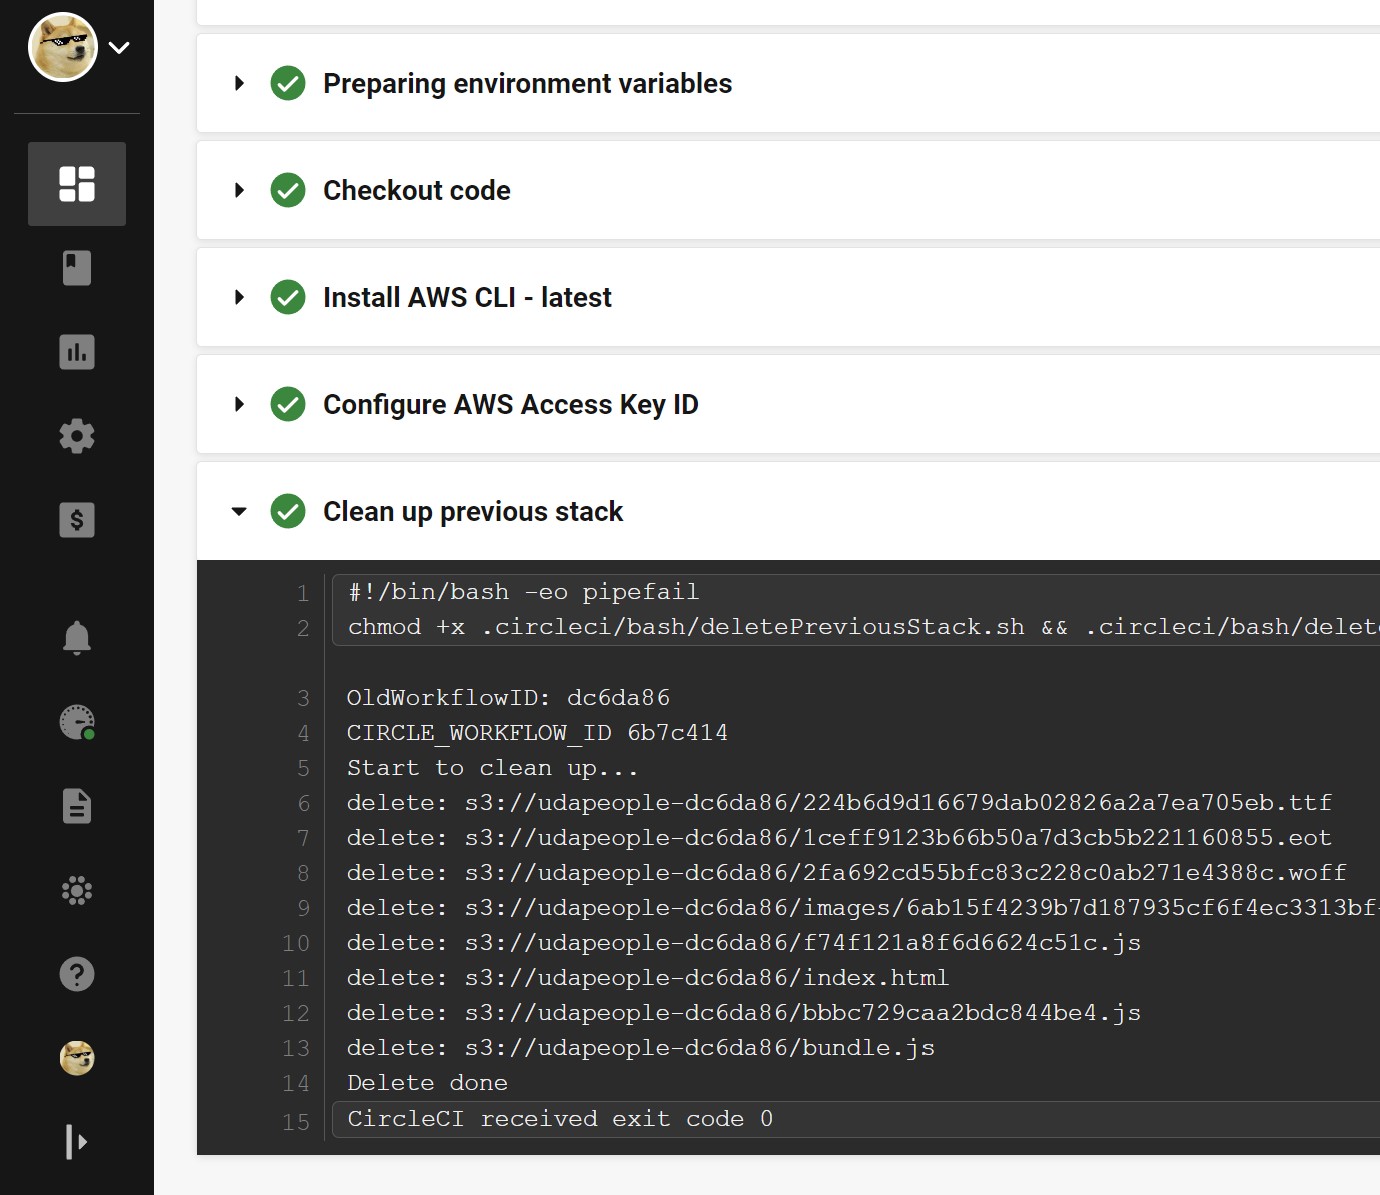 Preparing environment variables
Checkout code
Install AWS CLI - latest
Configure AWS Access Key ID
Clean up previous stack
1 #!/bin/bash -eo pipefail
2 chmod +x .circleci/bash/deletePreviousStack.sh && .circleci/bash/delet
3 OldWorkflowID: dc6da86
4 CIRCLE_WORKFLOW_ID 6b7c414
5 Start to clean up...
6 delete: s3://udapeople-dc6da86/224b6d9d16679dab02826a2a7ea705eb.ttf
7 delete: s3://udapeople-dc6da86/1ceff9123b66b50a7d3cb5b221160855.eot
8 delete: s3://udapeople-dc6da86/2fa692cd55bfc83c228c0ab271e4388c.woff
9 delete: s3://udapeople-dc6da86/images/6ab15f4239b7d187935cf6f4ec3313bf
10 delete: s3://udapeople-dc6da86/f74f121a8f6d6624c51c.js
11 delete: s3://udapeople-dc6da86/index.html
12 delete: s3://udapeople-dc6da86/bbbc729caa2bdc844be4.js
13 delete: s3://udapeople-dc6da86/bundle.js
14 Delete done
15 CircleCI received exit code 0